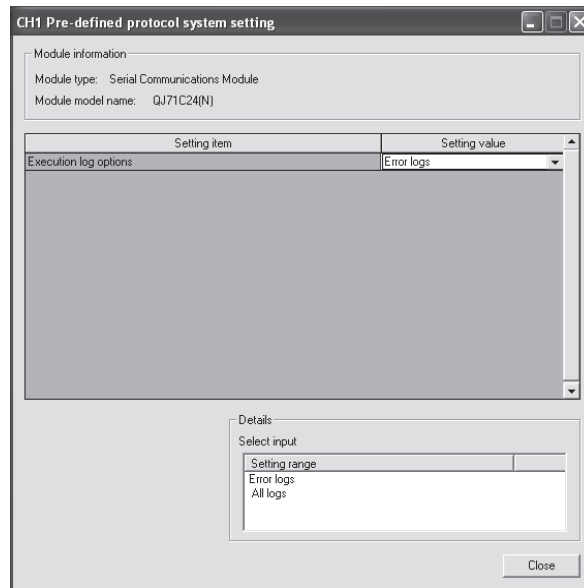 CH1 Pre-defined protocol system setting
Module information
Module type: Serial Communications Module
Module model name: QJ71C24(N)
Setting item Setting value
Execution log options Error logs
Details
Select input
Setting range
Error logs
All logs
Close